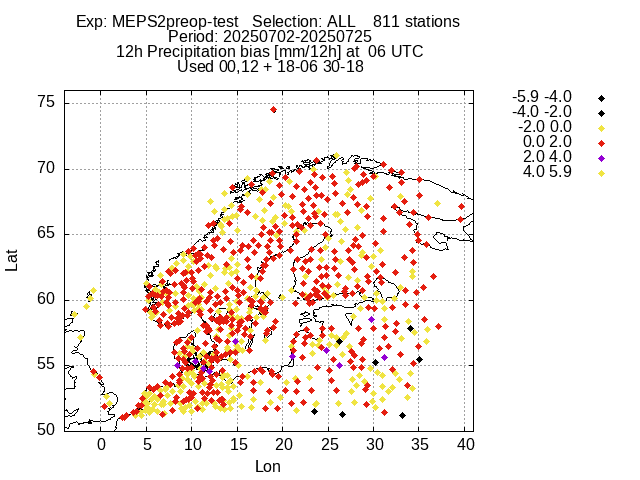 Exp: MEPS2preop-test   Selection: ALL    811 stations
Period: 20250702-20250725
12h Precipitation bias [mm/12h] at  06 UTC
Used 00,12 + 18-06 30-18
-5.9 -4.0
-4.0 -2.0
-2.0 0.0
0.0 2.0
2.0 4.0
4.0 5.9
75
70
65
60
55
50
Lat
0 5 10 15 20 25 30 35 40
Lon